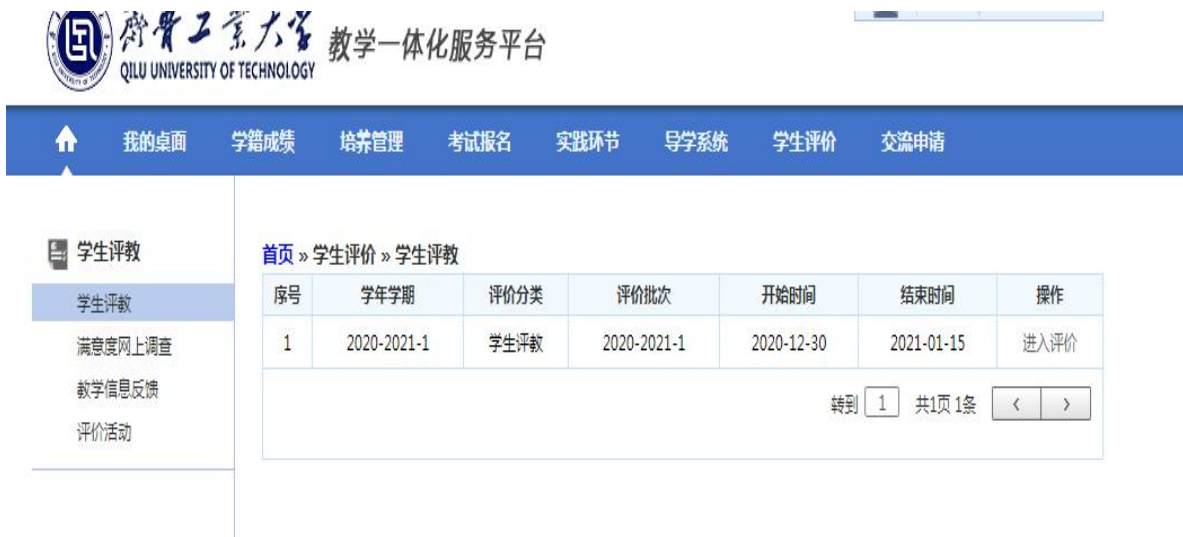 齊魯工業大學 教学一体化服务平台
QILU UNIVERSITY OF TECHNOLOGY
我的桌面 学籍成绩 培养管理 考试报名 实践环节 导学系统 学生评价 交流申请
学生评教
学生评教
满意度网上调查
教学信息反馈
评价活动
首页 » 学生评价 » 学生评教
序号 学年学期 评价分类 评价批次 开始时间 结束时间 操作
1 2020-2021-1 学生评教 2020-2021-1 2020-12-30 2021-01-15 进入评价
转到 1 共1页 1条 < >